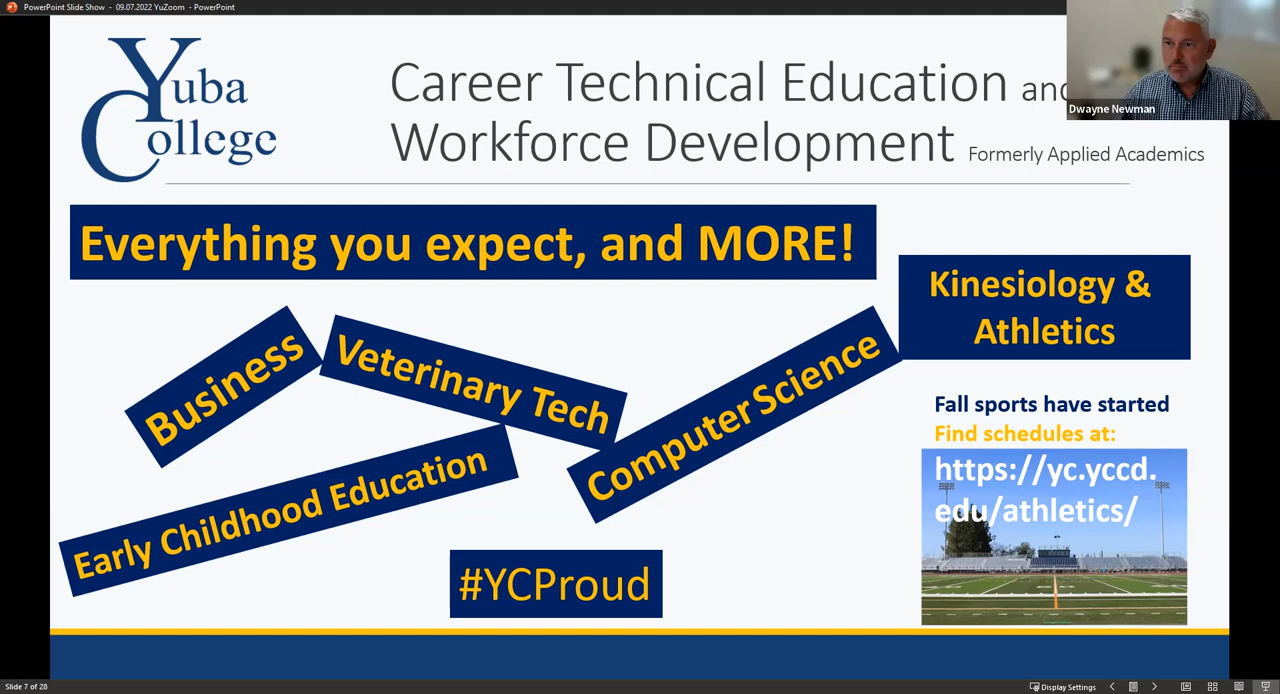 PowerPoint Slide Show - 09.07.2022 YuZoom - PowerPoint
Yuba
College
Career Technical Education and
Workforce Development Formerly Applied Academics
Dwayne Newman
Everything you expect, and MORE!
Kinesiology &
Athletics
Business
Veterinary Tech
Computer Science
Early Childhood Education
Fall sports have started
Find schedules at:
https://yc.yccd.
edu/athletics/
#YCProud
Slide 7 of 28
Display Settings